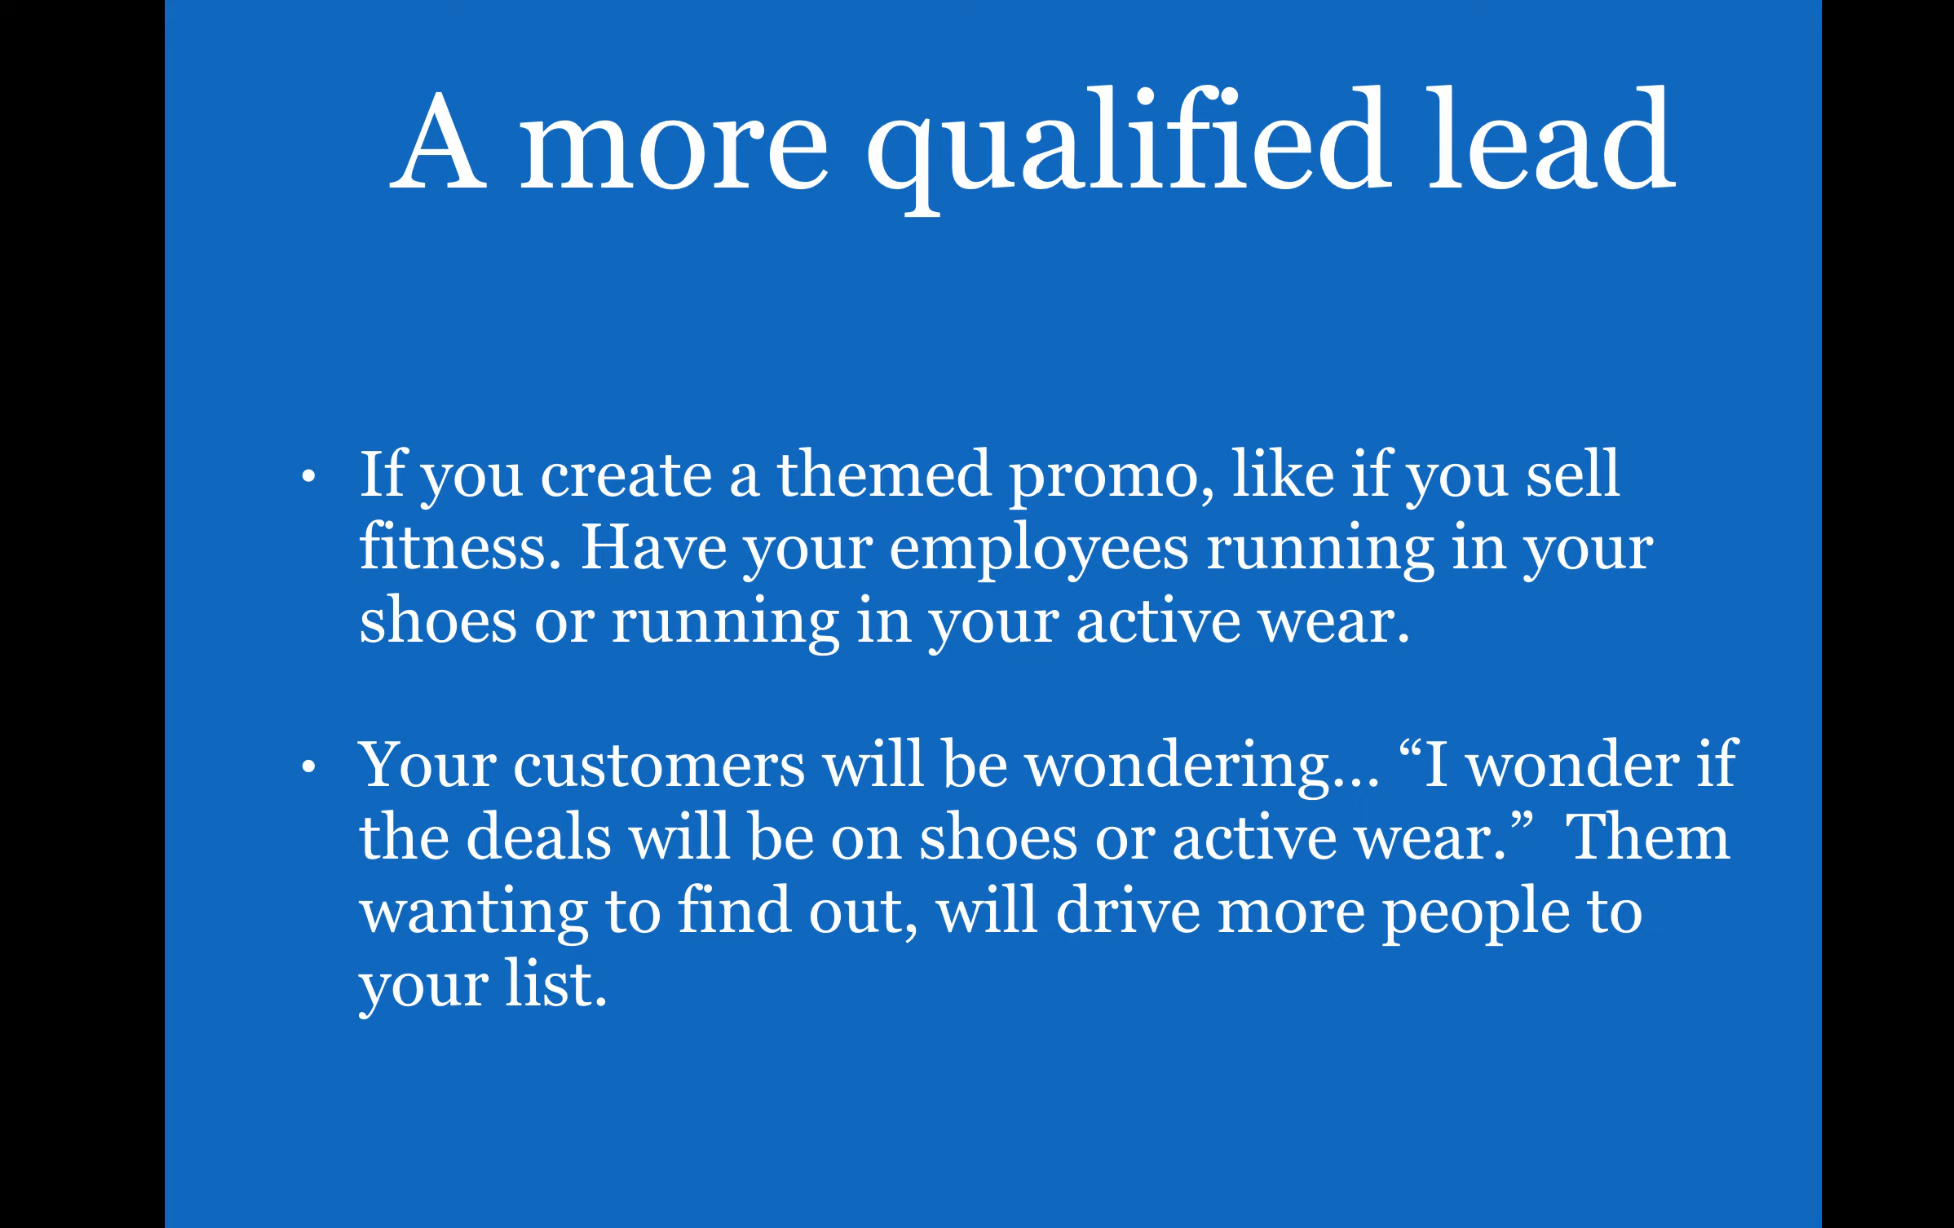 A more qualified lead
• If you create a themed promo, like if you sell
fitness. Have your employees running in your
shoes or running in your active wear.
• Your customers will be wondering... “I wonder if
the deals will be on shoes or active wear.”  Them
wanting to find out, will drive more people to
your list.